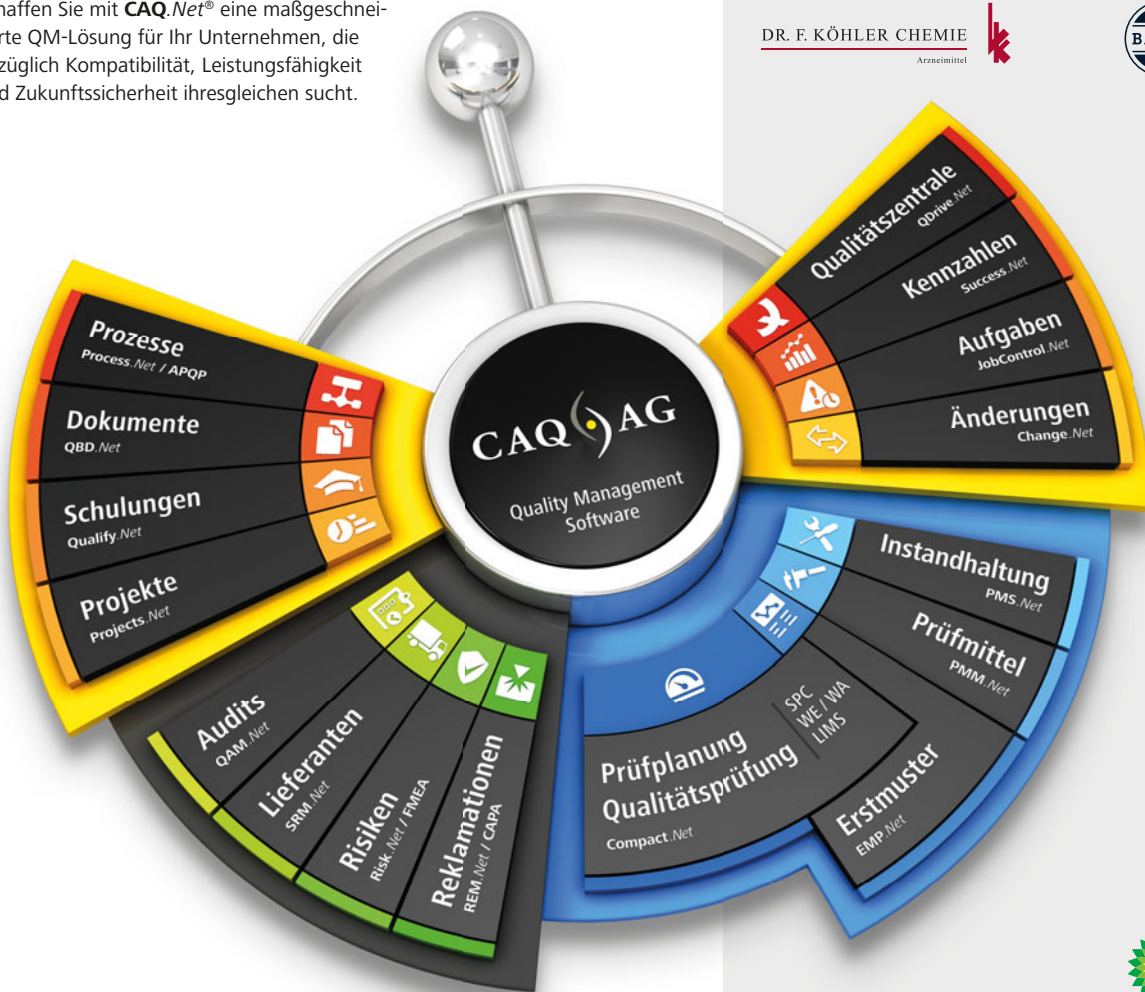 haffen Sie mit CAQ.Net® eine maßgeschnei-
rte QM-Lösung für Ihr Unternehmen, die
züglich Kompatibilität, Leistungsfähigkeit
d Zukunftssicherheit ihresgleichen sucht.
DR. F. KÖHLER CHEMIE
Arzneimittel
B
Qualitätszentrale
QDrive.Net
Kennzahlen
Success.Net
Aufgaben
JobControl.Net
Änderungen
Change.Net
Prozesse
Process.Net / APQP
Dokumente
QBD.Net
Schulungen
Qualify.Net
Projekte
Projects.Net
CAQ AG
Quality Management
Software
Instandhaltung
PMS.Net
Prüfmittel
PMM.Net
Erstmuster
EMP.Net
Prüfplanung
Qualitätsprüfung
Compact.Net
SPC
WE / WA
LIMS
Audits
QAM.Net
Lieferanten
SRM.Net
Risiken
Risk.Net / FMEA
Reklamationen
REM.Net / CAPA